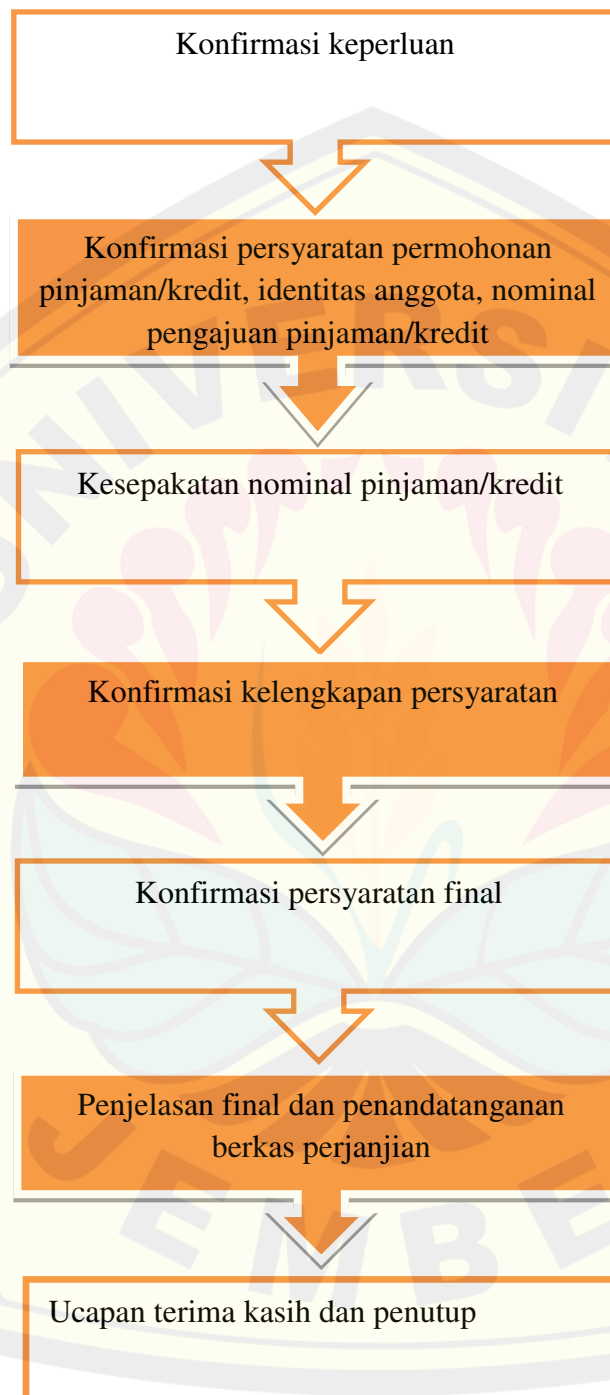 Konfirmasi keperluan
Konfirmasi persyaratan permohonan
pinjaman/kredit, identitas anggota, nominal
pengajuan pinjaman/kredit
Kesepakatan nominal pinjaman/kredit
Konfirmasi kelengkapan persyaratan
Konfirmasi persyaratan final
Penjelasan final dan penandatanganan
berkas perjanjian
Ucapan terima kasih dan penutup